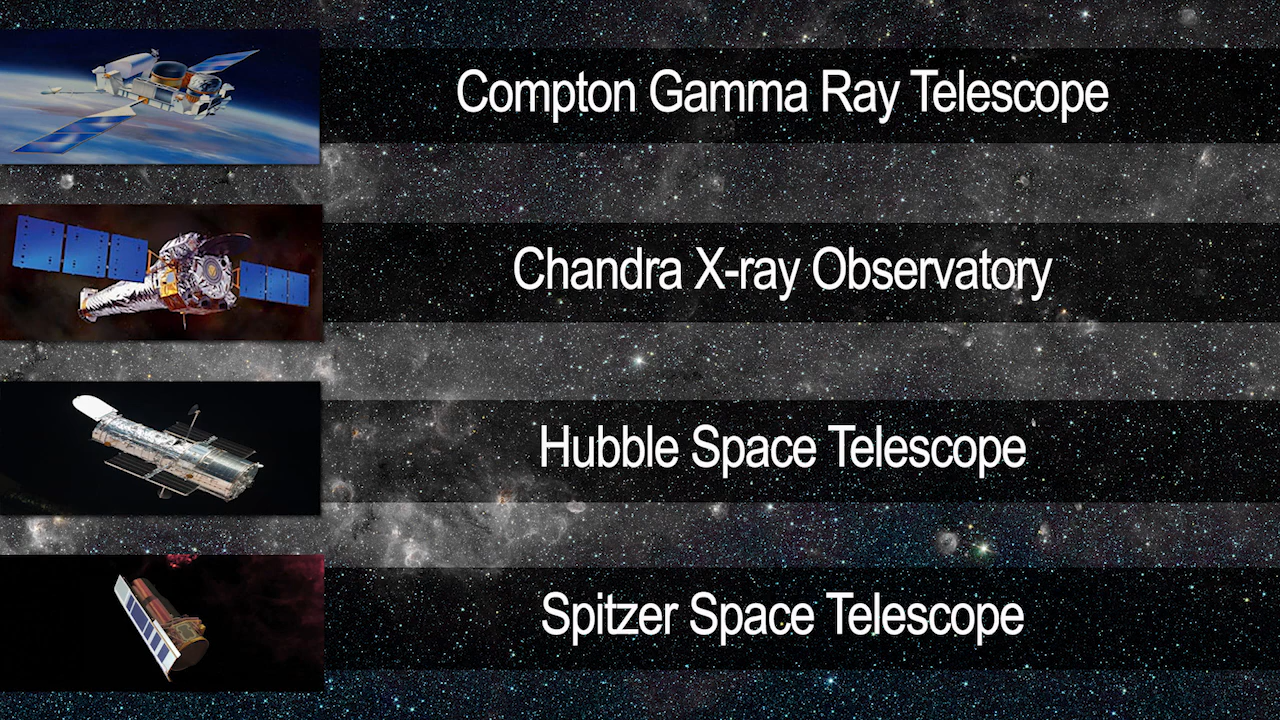 Compton Gamma Ray Telescope
Chandra X-ray Observatory
Hubble Space Telescope
Spitzer Space Telescope